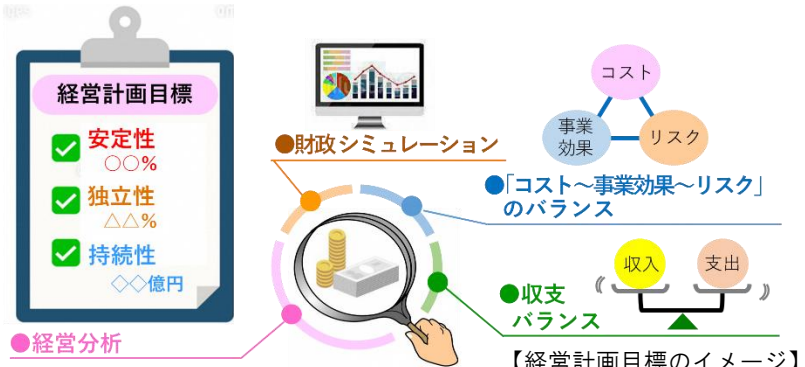 経営計画目標
安定性
○○%
独立性
△△%
持続性
◇◇億円
●経営分析
●財政シミュレーション
コスト
事業
効果
リスク
●「コスト～事業効果～リスク」
のバランス
収入
支出
●収支
バランス
【経営計画目標のイメージ】